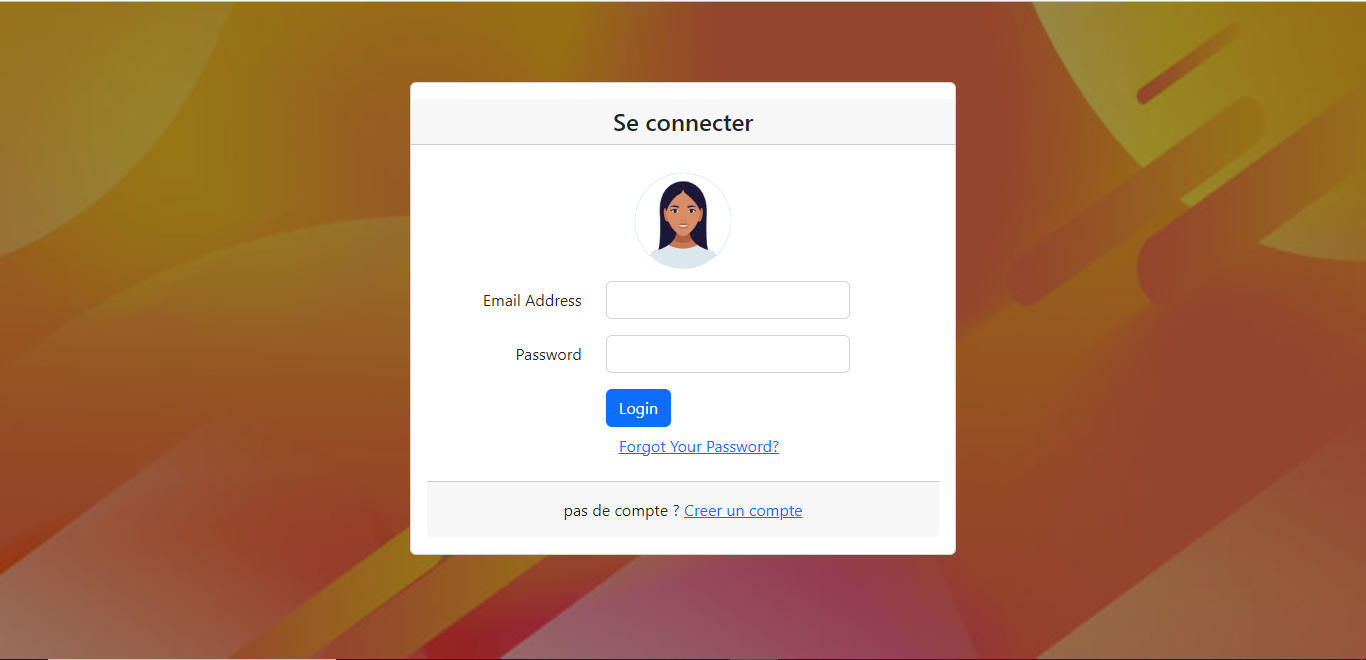 Se connecter
Email Address
Password
Login
Forgot Your Password?
pas de compte ? Creer un compte